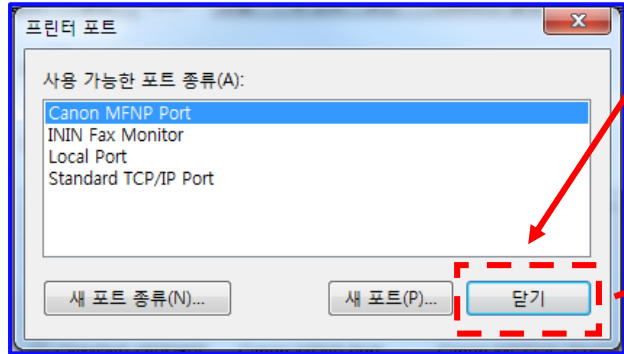 프린터 포트
사용 가능한 포트 종류(A):
Canon MFNP Port
ININ Fax Monitor
Local Port
Standard TCP/IP Port
새 포트 종류(N)...
새 포트(P)...
닫기